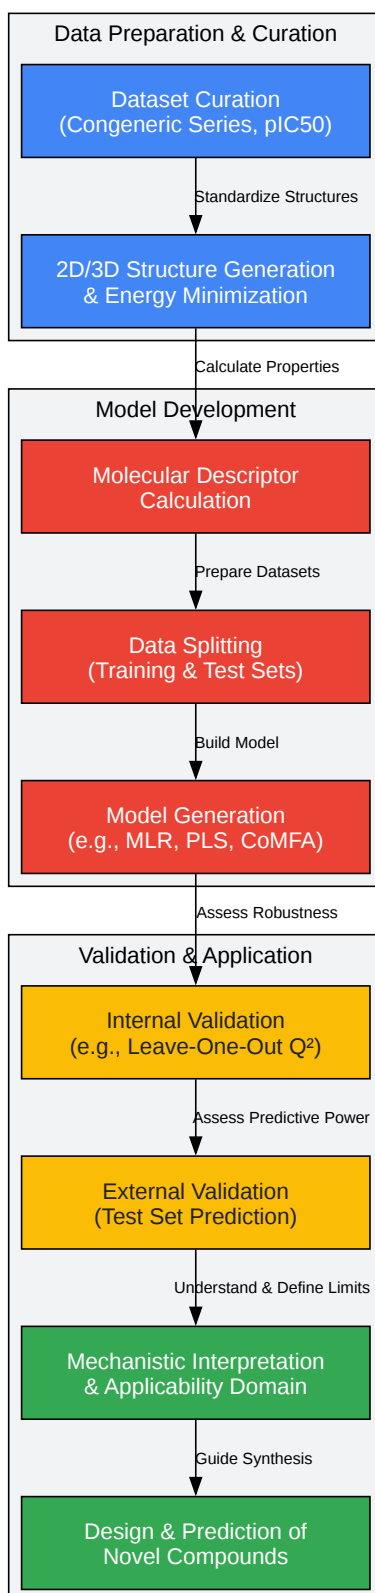 Data Preparation & Curation
Dataset Curation
(Congeneric Series, pIC50)
Standardize Structures
2D/3D Structure Generation
& Energy Minimization
Calculate Properties
Model Development
Molecular Descriptor
Calculation
Prepare Datasets
Data Splitting
(Training & Test Sets)
Build Model
Model Generation
(e.g., MLR, PLS, CoMFA)
Assess Robustness
Validation & Application
Internal Validation
(e.g., Leave-One-Out Q²)
Assess Predictive Power
External Validation
(Test Set Prediction)
Understand & Define Limits
Mechanistic Interpretation
& Applicability Domain
Guide Synthesis
Design & Prediction of
Novel Compounds